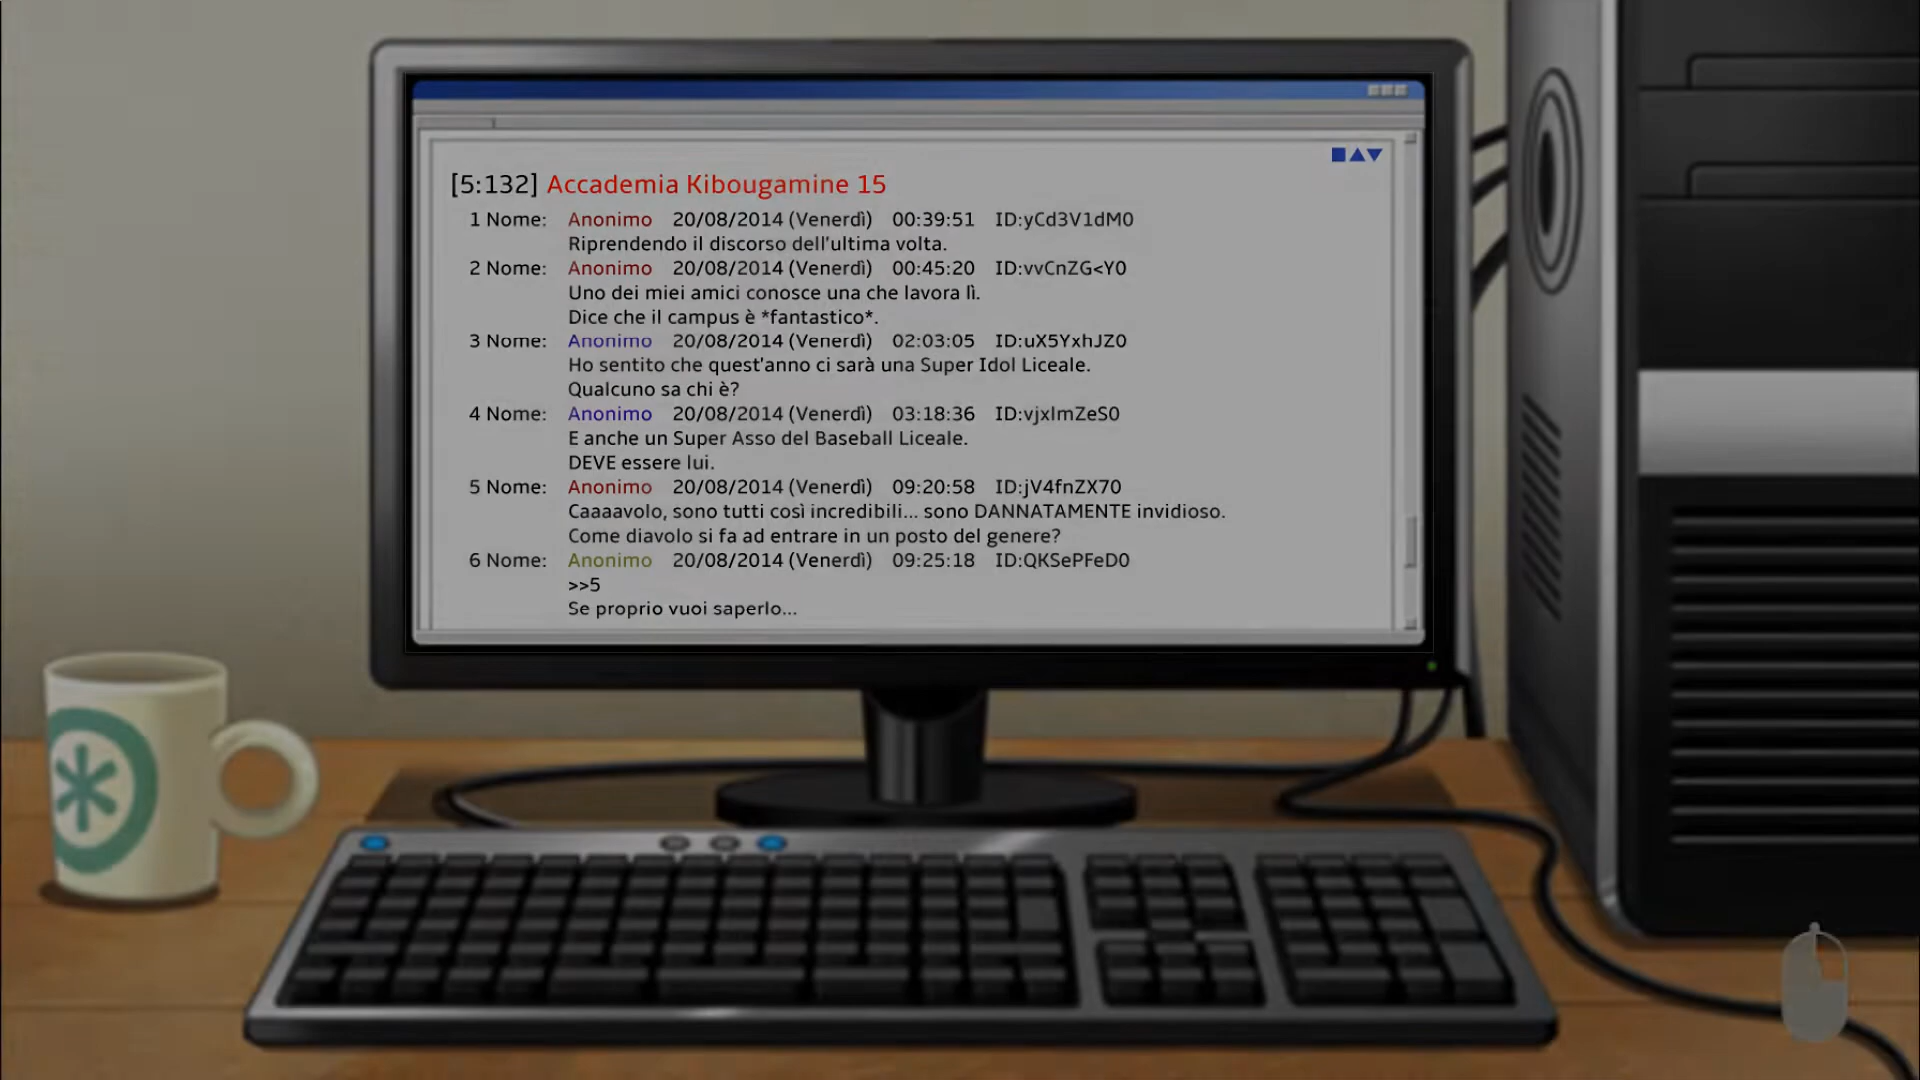 [5:132] Accademia Kibougamine 15
1 Nome: Anonimo 20/08/2014 (Venerdì) 00:39:51 ID:yCd3V1dM0
Riprendendo il discorso dell'ultima volta.
2 Nome: Anonimo 20/08/2014 (Venerdì) 00:45:20 ID:vvCnZG<Y0
Uno dei miei amici conosce una che lavora lì.
Dice che il campus è *fantastico*.
3 Nome: Anonimo 20/08/2014 (Venerdì) 02:03:05 ID:uX5YxhJZ0
Ho sentito che quest'anno ci sarà una Super Idol Liceale.
Qualcuno sa chi è?
4 Nome: Anonimo 20/08/2014 (Venerdì) 03:18:36 ID:vjxlmZeS0
E anche un Super Asso del Baseball Liceale.
DEVE essere lui.
5 Nome: Anonimo 20/08/2014 (Venerdì) 09:20:58 ID:jV4fnZX70
Caaaavolo, sono tutti così incredibili... sono DANNATAMENTE invidioso.
Come diavolo si fa ad entrare in un posto del genere?
6 Nome: Anonimo 20/08/2014 (Venerdì) 09:25:18 ID:QKSePFeD0
>>5
Se proprio vuoi saperlo...